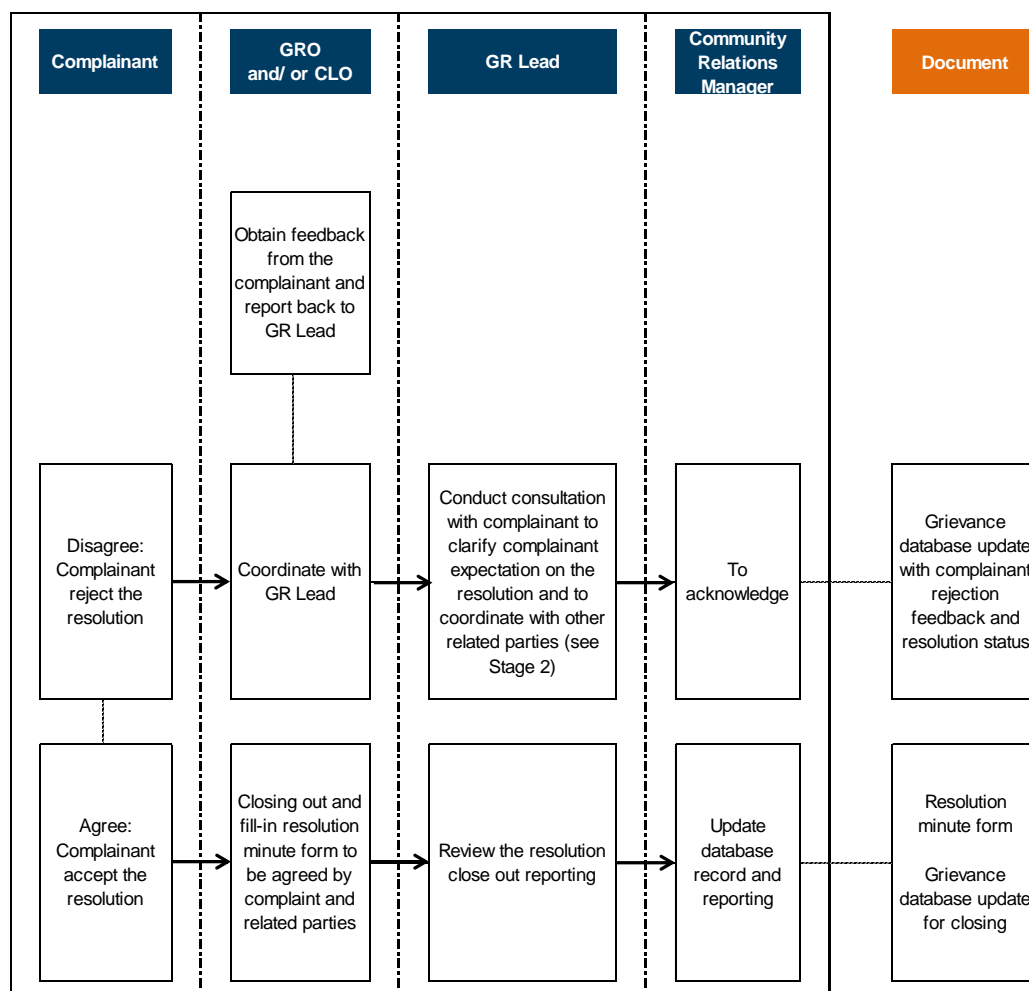 Complainant
GRO
and/ or CLO
GR Lead
Community
Relations
Manager
Document
Obtain feedback
from the
complainant and
report back to
GR Lead
Disagree:
Complainant
reject the
resolution
Coordinate with
GR Lead
Conduct consultation
with complainant to
clarify complainant
expectation on the
resolution and to
coordinate with other
related parties (see
Stage 2)
To
acknowledge
Grievance
database update
with complainant
rejection
feedback and
resolution status
Agree:
Complainant
accept the
resolution
Closing out and
fill-in resolution
minute form to
be agreed by
complaint and
related parties
Review the resolution
close out reporting
Update
database
record and
reporting
Resolution
minute form
Grievance
database update
for closing